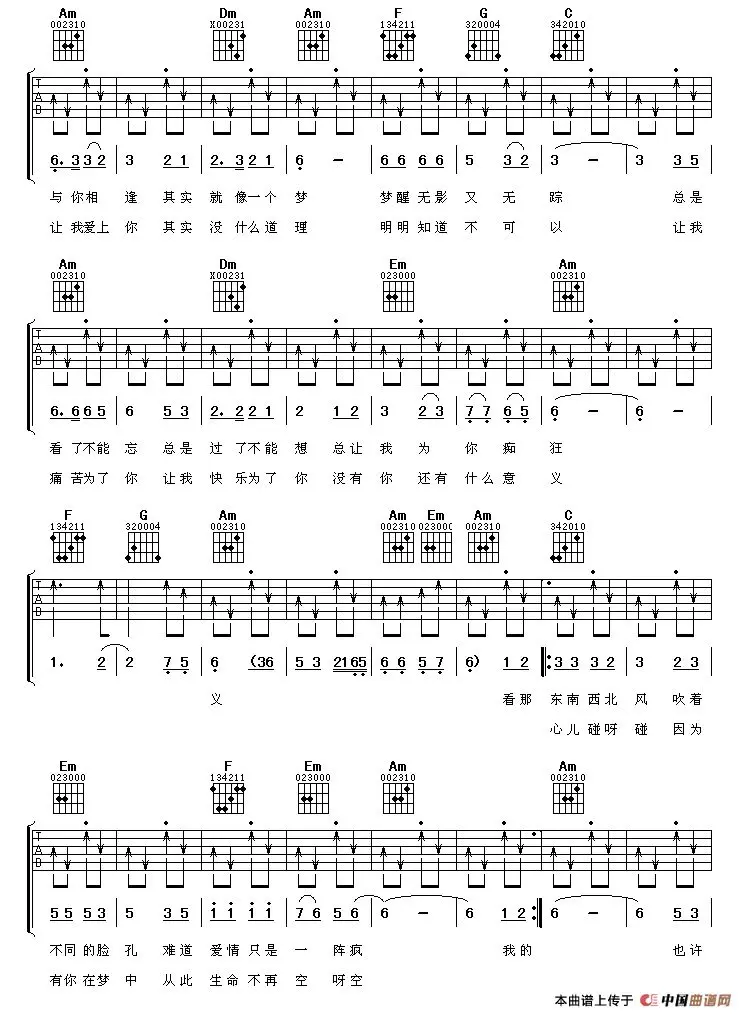 Am Dm Am F G C
002310 X00231 002310 134211 320004 342010
T A B
6. 3 3 2 | 3 2 1 | 2. 3 2 1 | 6 - | 6 6 6 6 | 5 3 2 | 3 - | 3 3 5
与你相 逢 其实 就 像一个 梦 梦醒无影 又 无 踪 总是
让我爱上 你 其实 没什么道 理 明明知道 不 可 以 让我
Am Dm Em Am
002310 X00231 023000 002310
T A B
6. 6 6 5 | 6 5 3 | 2. 2 2 1 | 2 1 2 | 3 2 3 | 7 7 6 5 | 6 - | 6 -
看了不能 忘 总是 过了不能 想 总让 我 为 你 痴 狂
痛苦为了 你 让我 快乐为了 你 没有 你 还有 什么意 义
F G Am Am Em Am C
134211 320004 002310 002310 023000 002310 342010
T A B
1. 2 | 2 7 5 | 6 (36 | 5 3 2165 | 6 6 5 7 | 6) 1 2 |: 3 3 3 2 | 3 2 3
义 看那 东南西北 风 吹着
心儿碰呀 碰 因为
Em F Em Am Am
023000 134211 023000 002310 002310
T A B
5 5 5 3 | 5 5 3 | 1 1 1 1 | 7 6 5 6 | 6 - | 6 1 2 :| 6 - | 6 5 3
不同的脸 孔 难道 爱情只是 一 阵疯 我的 也许
有你在梦 中 从此 生命不再 空 呀空
本曲谱上传于 中国曲谱网